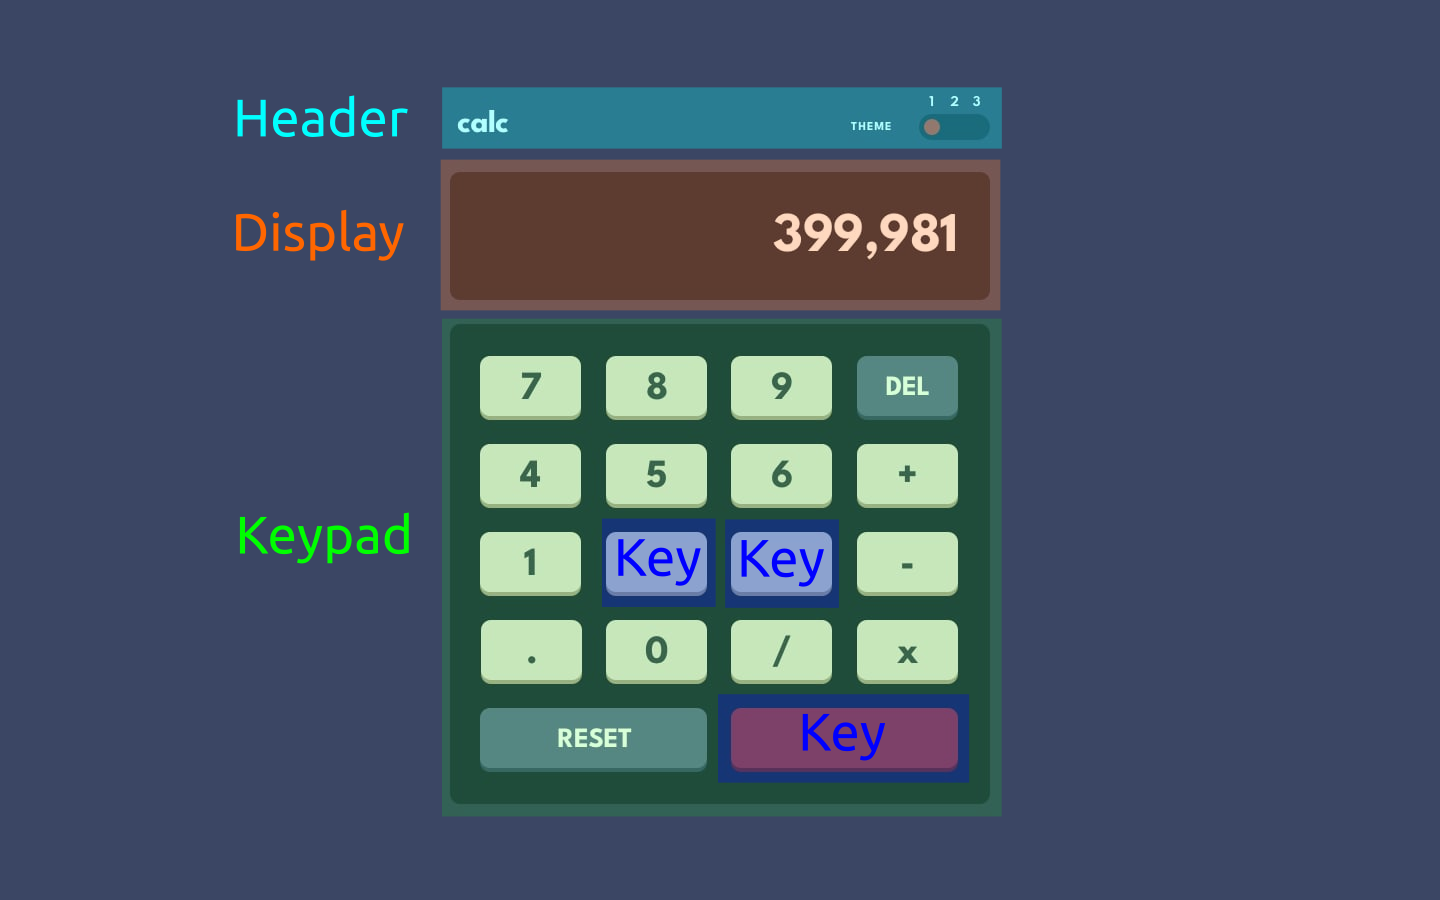 Header
calc
THEME
1 2 3
Display
399,981
Keypad
7 8 9 DEL
4 5 6 +
1 Key Key -
. 0 / x
RESET Key